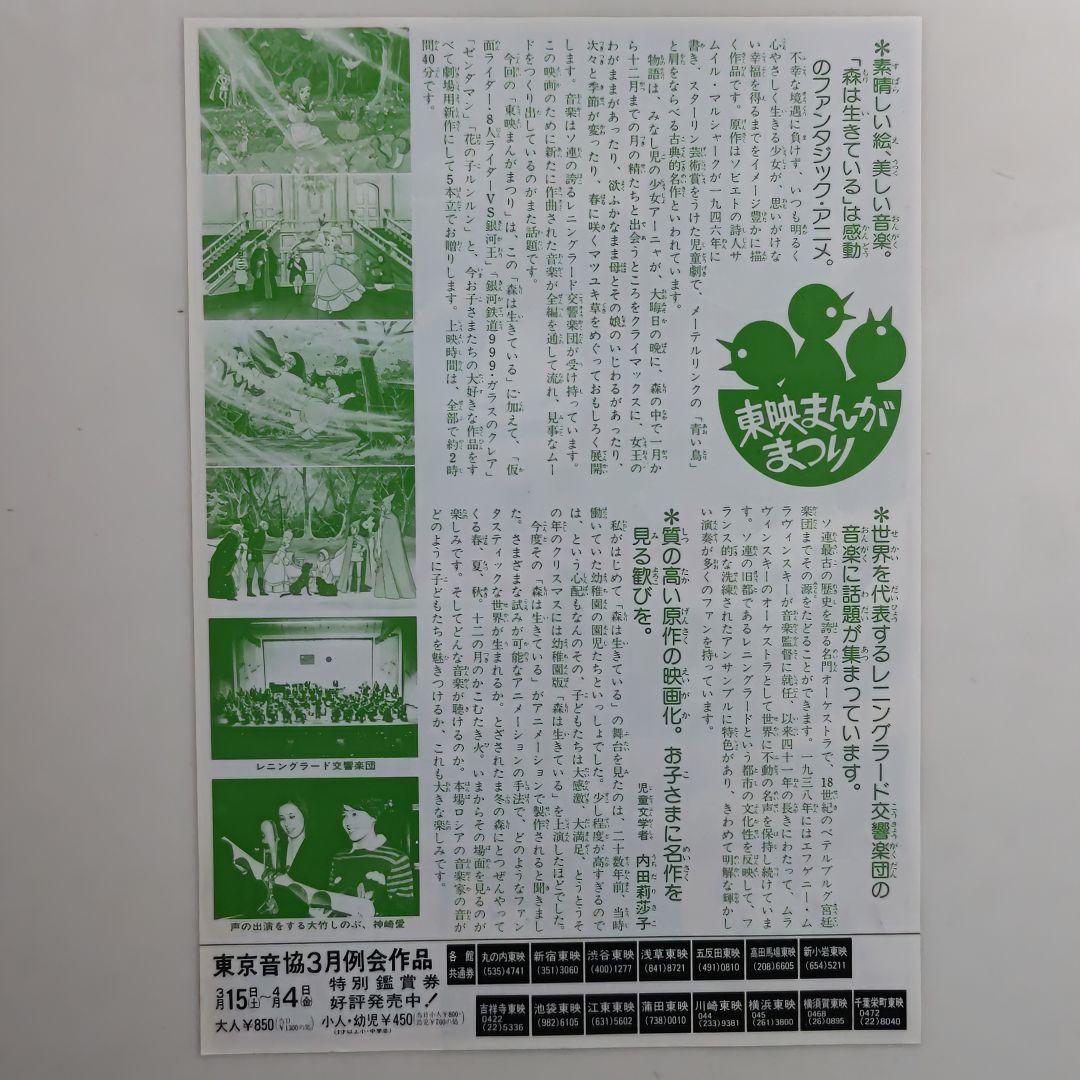 *素晴しい絵、美しい音楽。
「森は生きている」は感動
のファンタジック・アニメ。
不幸な境遇に負けず、いつも明るく
心やさしく生きる少女が、思いがけな
い幸福を得るまでをイメージ豊かに描
く作品です。原作はソビエトの詩人サ
ムイル・マルシャークが一九四六年に
書き、スターリン芸術賞をうけた児童劇で、メーテルリンクの「青い鳥」
と肩をならべる古典的名作といわれています。
物語は、みなし児の少女アーニャが、大晦日の晩に、森の中で一月か
ら十二月までの月の精たちと出会うところをクライマックスに、女王の
わがままがあったり、欲ふかなまま母とその娘のいじわるがあったり、
次々と季節が変ったり、春に咲くマツユキ草をめぐっておもしろく展開
します。音楽はソ連の誇るレニングラード交響楽団が受け持っています。
この映画のために新たに作曲された音楽が全編を通して流れ、見事なムー
ドをつくり出しているのがまた話題です。
今回の「東映まんがまつり」は、この「森は生きている」に加えて、「仮
面ライダー・8人ライダーVS銀河王」「銀河鉄道999・ガラスのクレア」
「ゼンダマン」「花の子ルンルン」と、今お子さまたちの大好きな作品をす
べて劇場用新作にして5本立でお贈りします。上映時間は、全部で約2時
間40分です。
東映まんが
まつり
*世界を代表するレニングラード交響楽団の
音楽に話題が集まっています。
ソ連最古の歴史を誇る名門オーケストラで、18世紀のペテルブルグ宮廷
楽団までその源をたどることができます。一九三八年にはエフゲニー・ム
ラヴィンスキーが音楽監督に就任、以来四十一年の長きにわたって、ムラ
ヴィンスキーのオーケストラとして世界に不動の名声を保持し続けていま
す。ソ連の旧都であるレニングラードという都市の文化性を反映して、フ
ランス的な洗練されたアンサンブルに特色があり、きわめて明解な輝かし
い演奏が多くのファンを持っています。
*質の高い原作の映画化。お子さまに名作を
見る歓びを。
児童文学者 内田莉莎子
私がはじめて「森は生きている」の舞台を見たのは、二十数年前、当時
働いていた幼稚園の園児たちといっしょでした。少し程度が高すぎるので
は、という心配もなんのその、子どもたちは大感激、大満足、とうとうそ
の年のクリスマスには幼稚園版「森は生きている」を上演したほどでした。
今度その「森は生きている」がアニメーションで製作されると聞きまし
た。さまざまな試みが可能なアニメーションの手法で、どのようなファン
タスティックな世界が生まれるか。とざされたま冬の森にとつぜんやって
くる春、夏、秋。十二の月のかこむたき火。いまからその場面を見るのが
楽しみです。そしてどんな音楽が聴けるのか。本場ロシアの音楽家の音が
どのように子どもたちを魅きつけるか、これも大きな楽しみです。
レニングラード交響楽団
声の出演をする大竹しのぶ、神崎愛
東京音協3月例会作品
3月15日(土)〜4月4日(金)
特別鑑賞券
好評発売中!
大人¥850(当日¥1300の処)
小人・幼児¥450(当日小人¥800・幼児¥700の処)
各館共通券
丸の内東映 (535)4741
新宿東映 (351)3060
渋谷東映 (400)1277
浅草東映 (841)8721
五反田東映 (491)0810
高田馬場東映 (208)6605
新小岩東映 (654)5211
吉祥寺東映 0422(22)5336
池袋東映 (982)6105
江東東映 (631)5602
蒲田東映 (738)0010
川崎東映 044(233)9381
横浜東映 045(261)3800
横須賀東映 0468(26)0895
千葉栄町東映 0472(22)8040